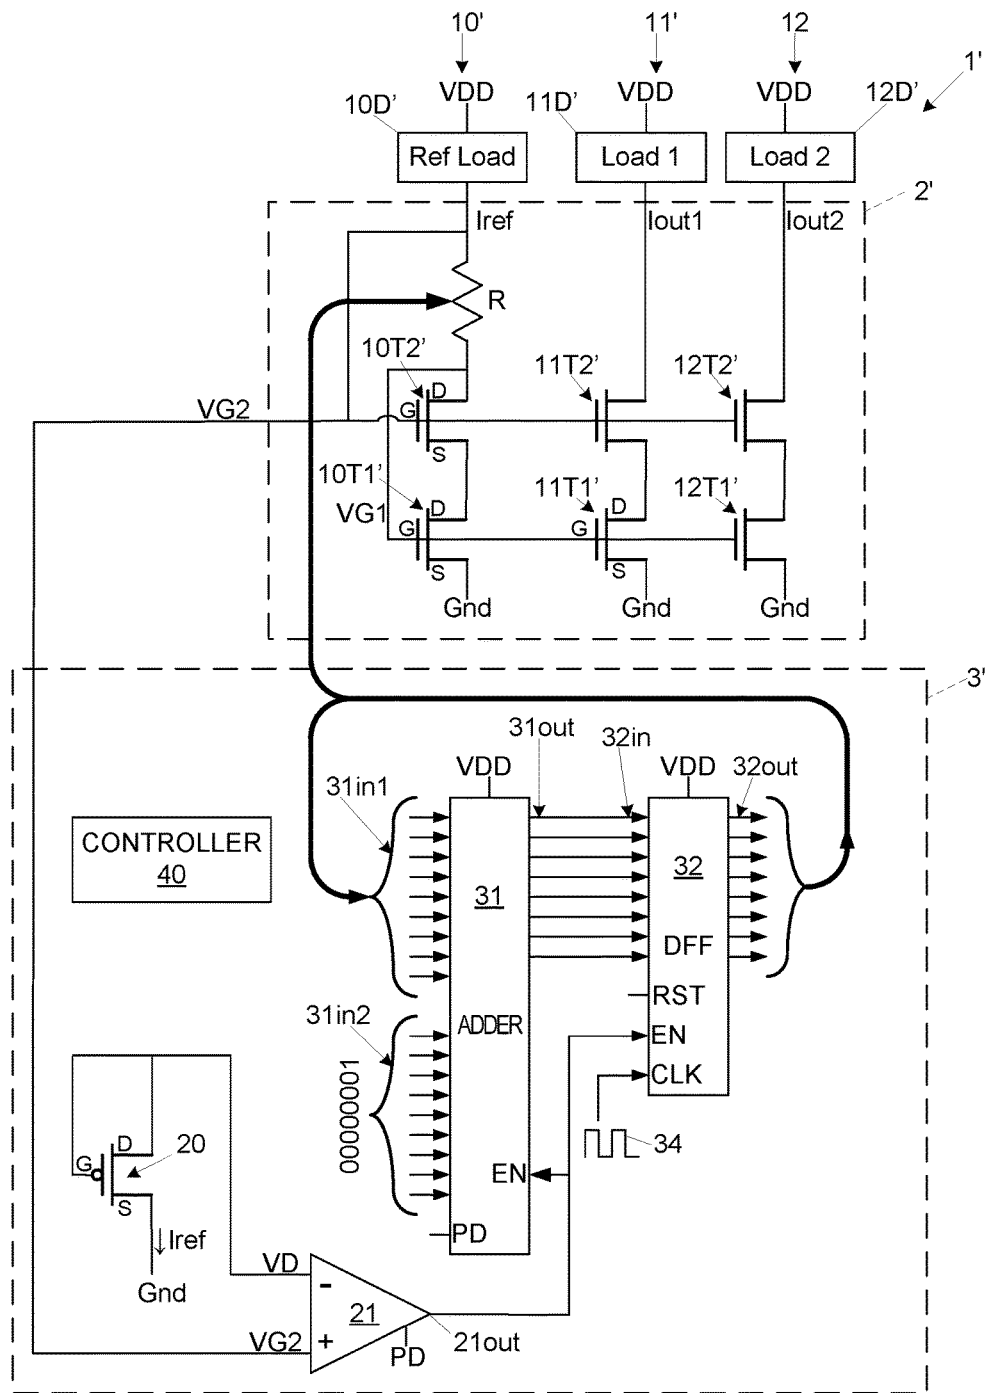 10' 11' 12
1'
VDD VDD VDD
10D' 11D' 12D'
Ref Load Load 1 Load 2
2'
Iref Iout1 Iout2
R
10T2' 11T2' 12T2'
D
G
VG2
S
10T1' 11T1' 12T1'
D D
VG1
G G
S S
Gnd Gnd Gnd
3'
31out 32in
VDD VDD 32out
31in1
CONTROLLER
40
31 32
DFF
RST
31in2
ADDER
EN
CLK
00000001
34
D
G
20
S
EN
PD
Iref
VD
Gnd
-
21
+
VG2
21out
PD